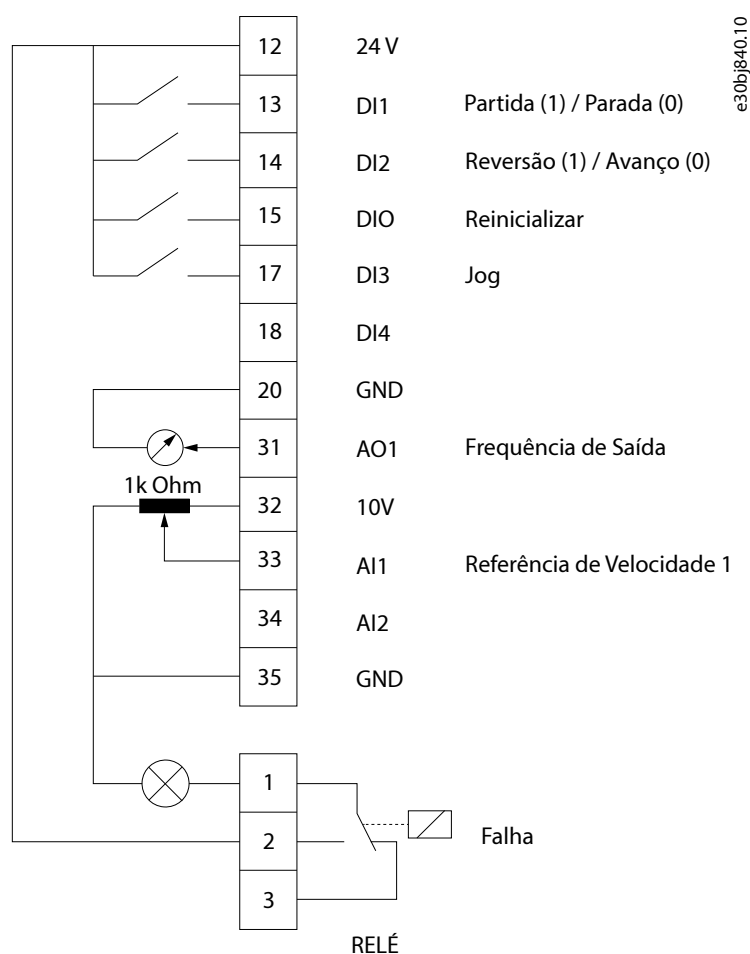 e30bj840.10
12 24 V
13 DI1 Partida (1) / Parada (0)
14 DI2 Reversão (1) / Avanço (0)
15 DIO Reinicializar
17 DI3 Jog
18 DI4
20 GND
31 AO1 Frequência de Saída
1k Ohm
32 10V
33 AI1 Referência de Velocidade 1
34 AI2
35 GND
1
2 Falha
3
RELÉ